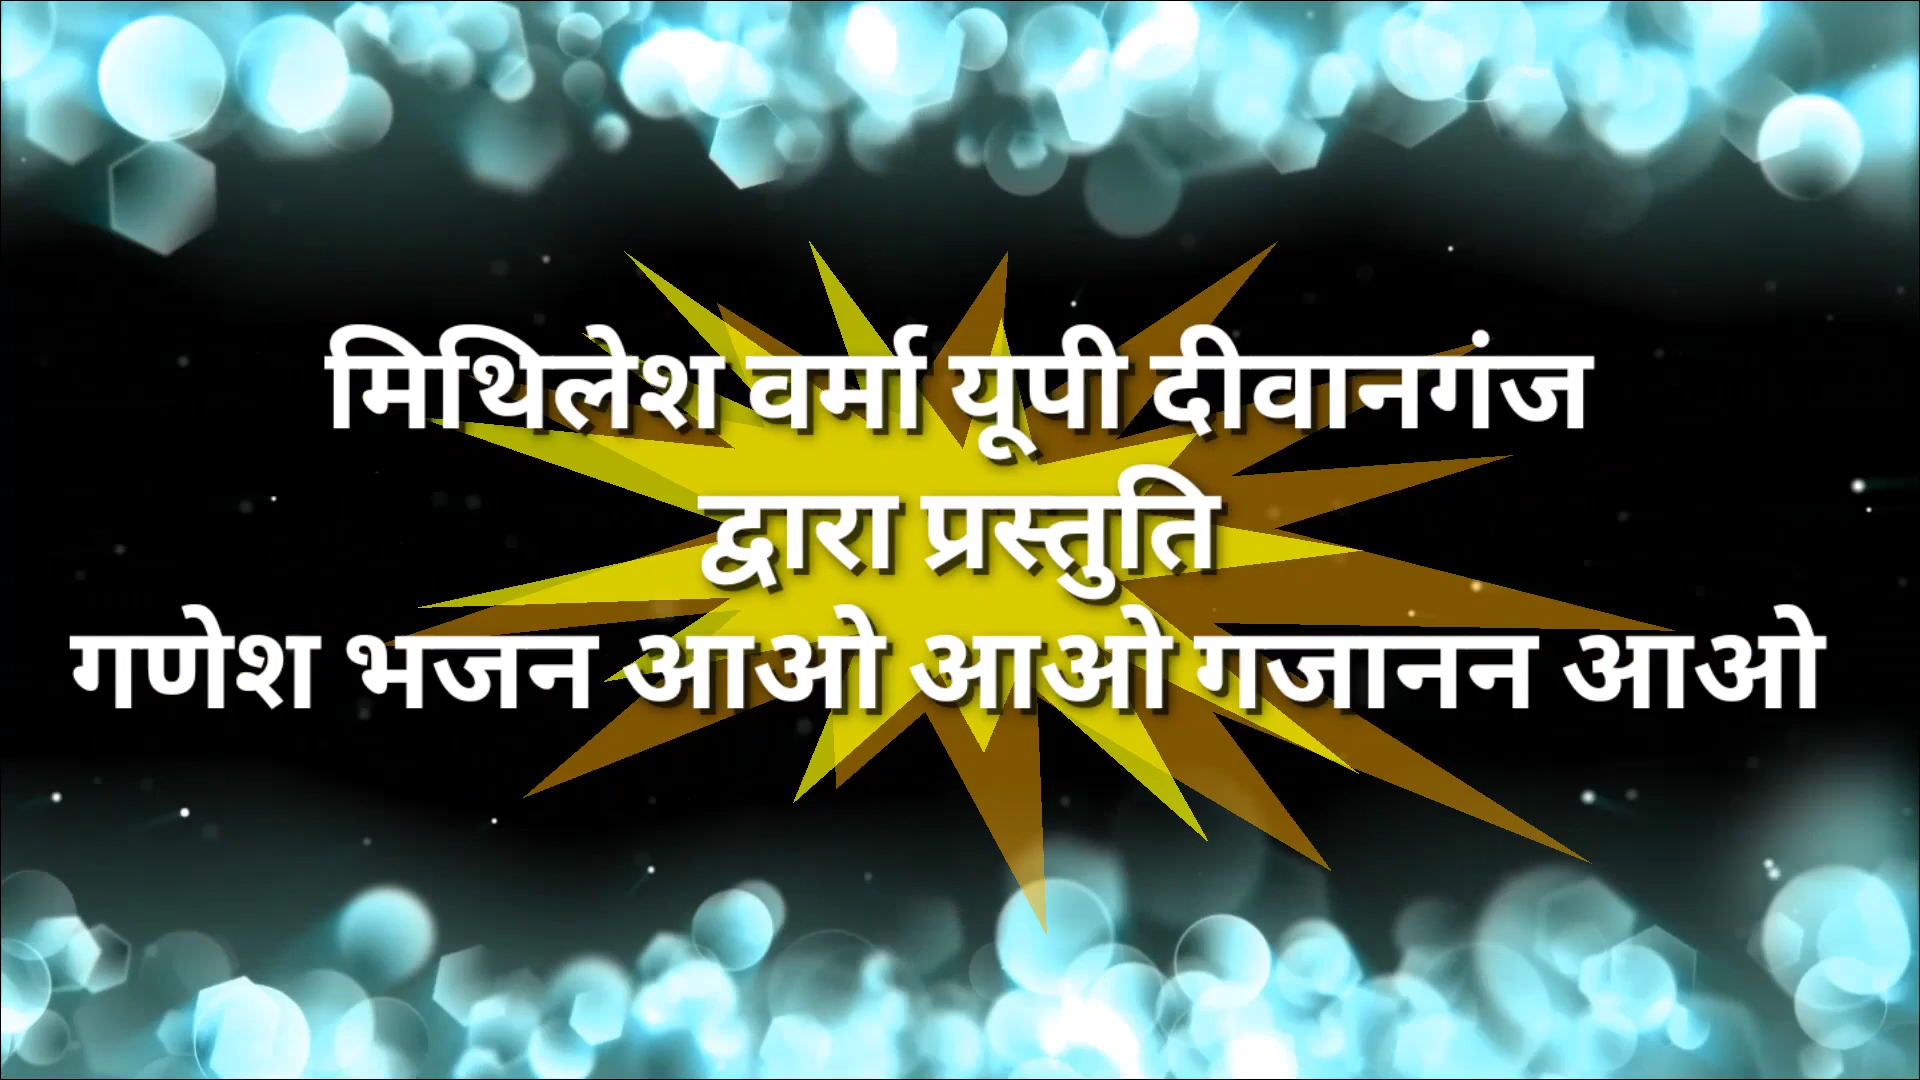 मिथिलेश वर्मा यूपी दीवानगंज
द्वारा प्रस्तुति
गणेश भजन आओ आओ गजानन आओ